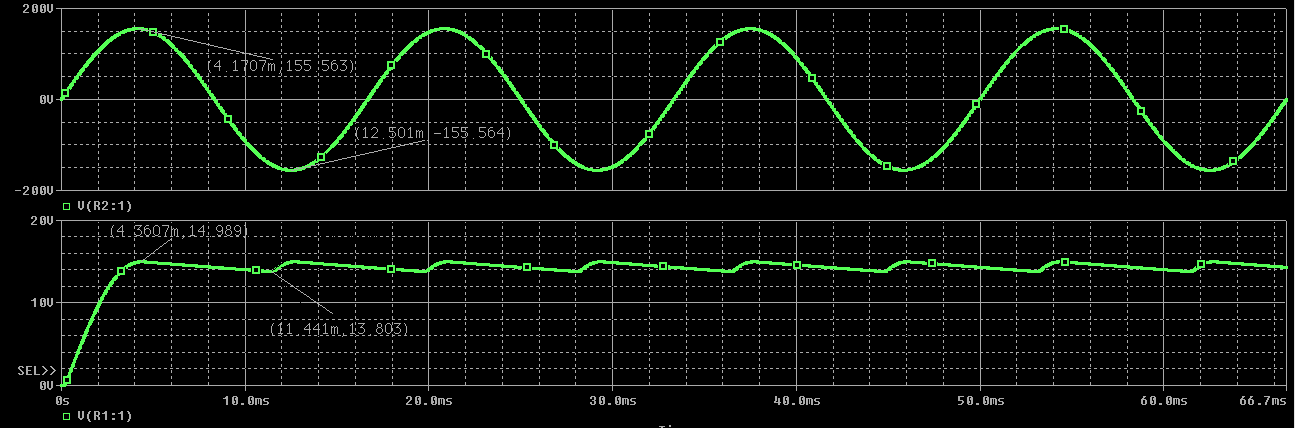 200V
(4.1707m,155.563)
0V
(12.501m,-155.564)
-200V
V(R2:1)
20V
(4.3607m,14.989)
10V
(11.441m,13.803)
SEL>>
0V
0s 10.0ms 20.0ms 30.0ms 40.0ms 50.0ms 60.0ms 66.7ms
V(R1:1)